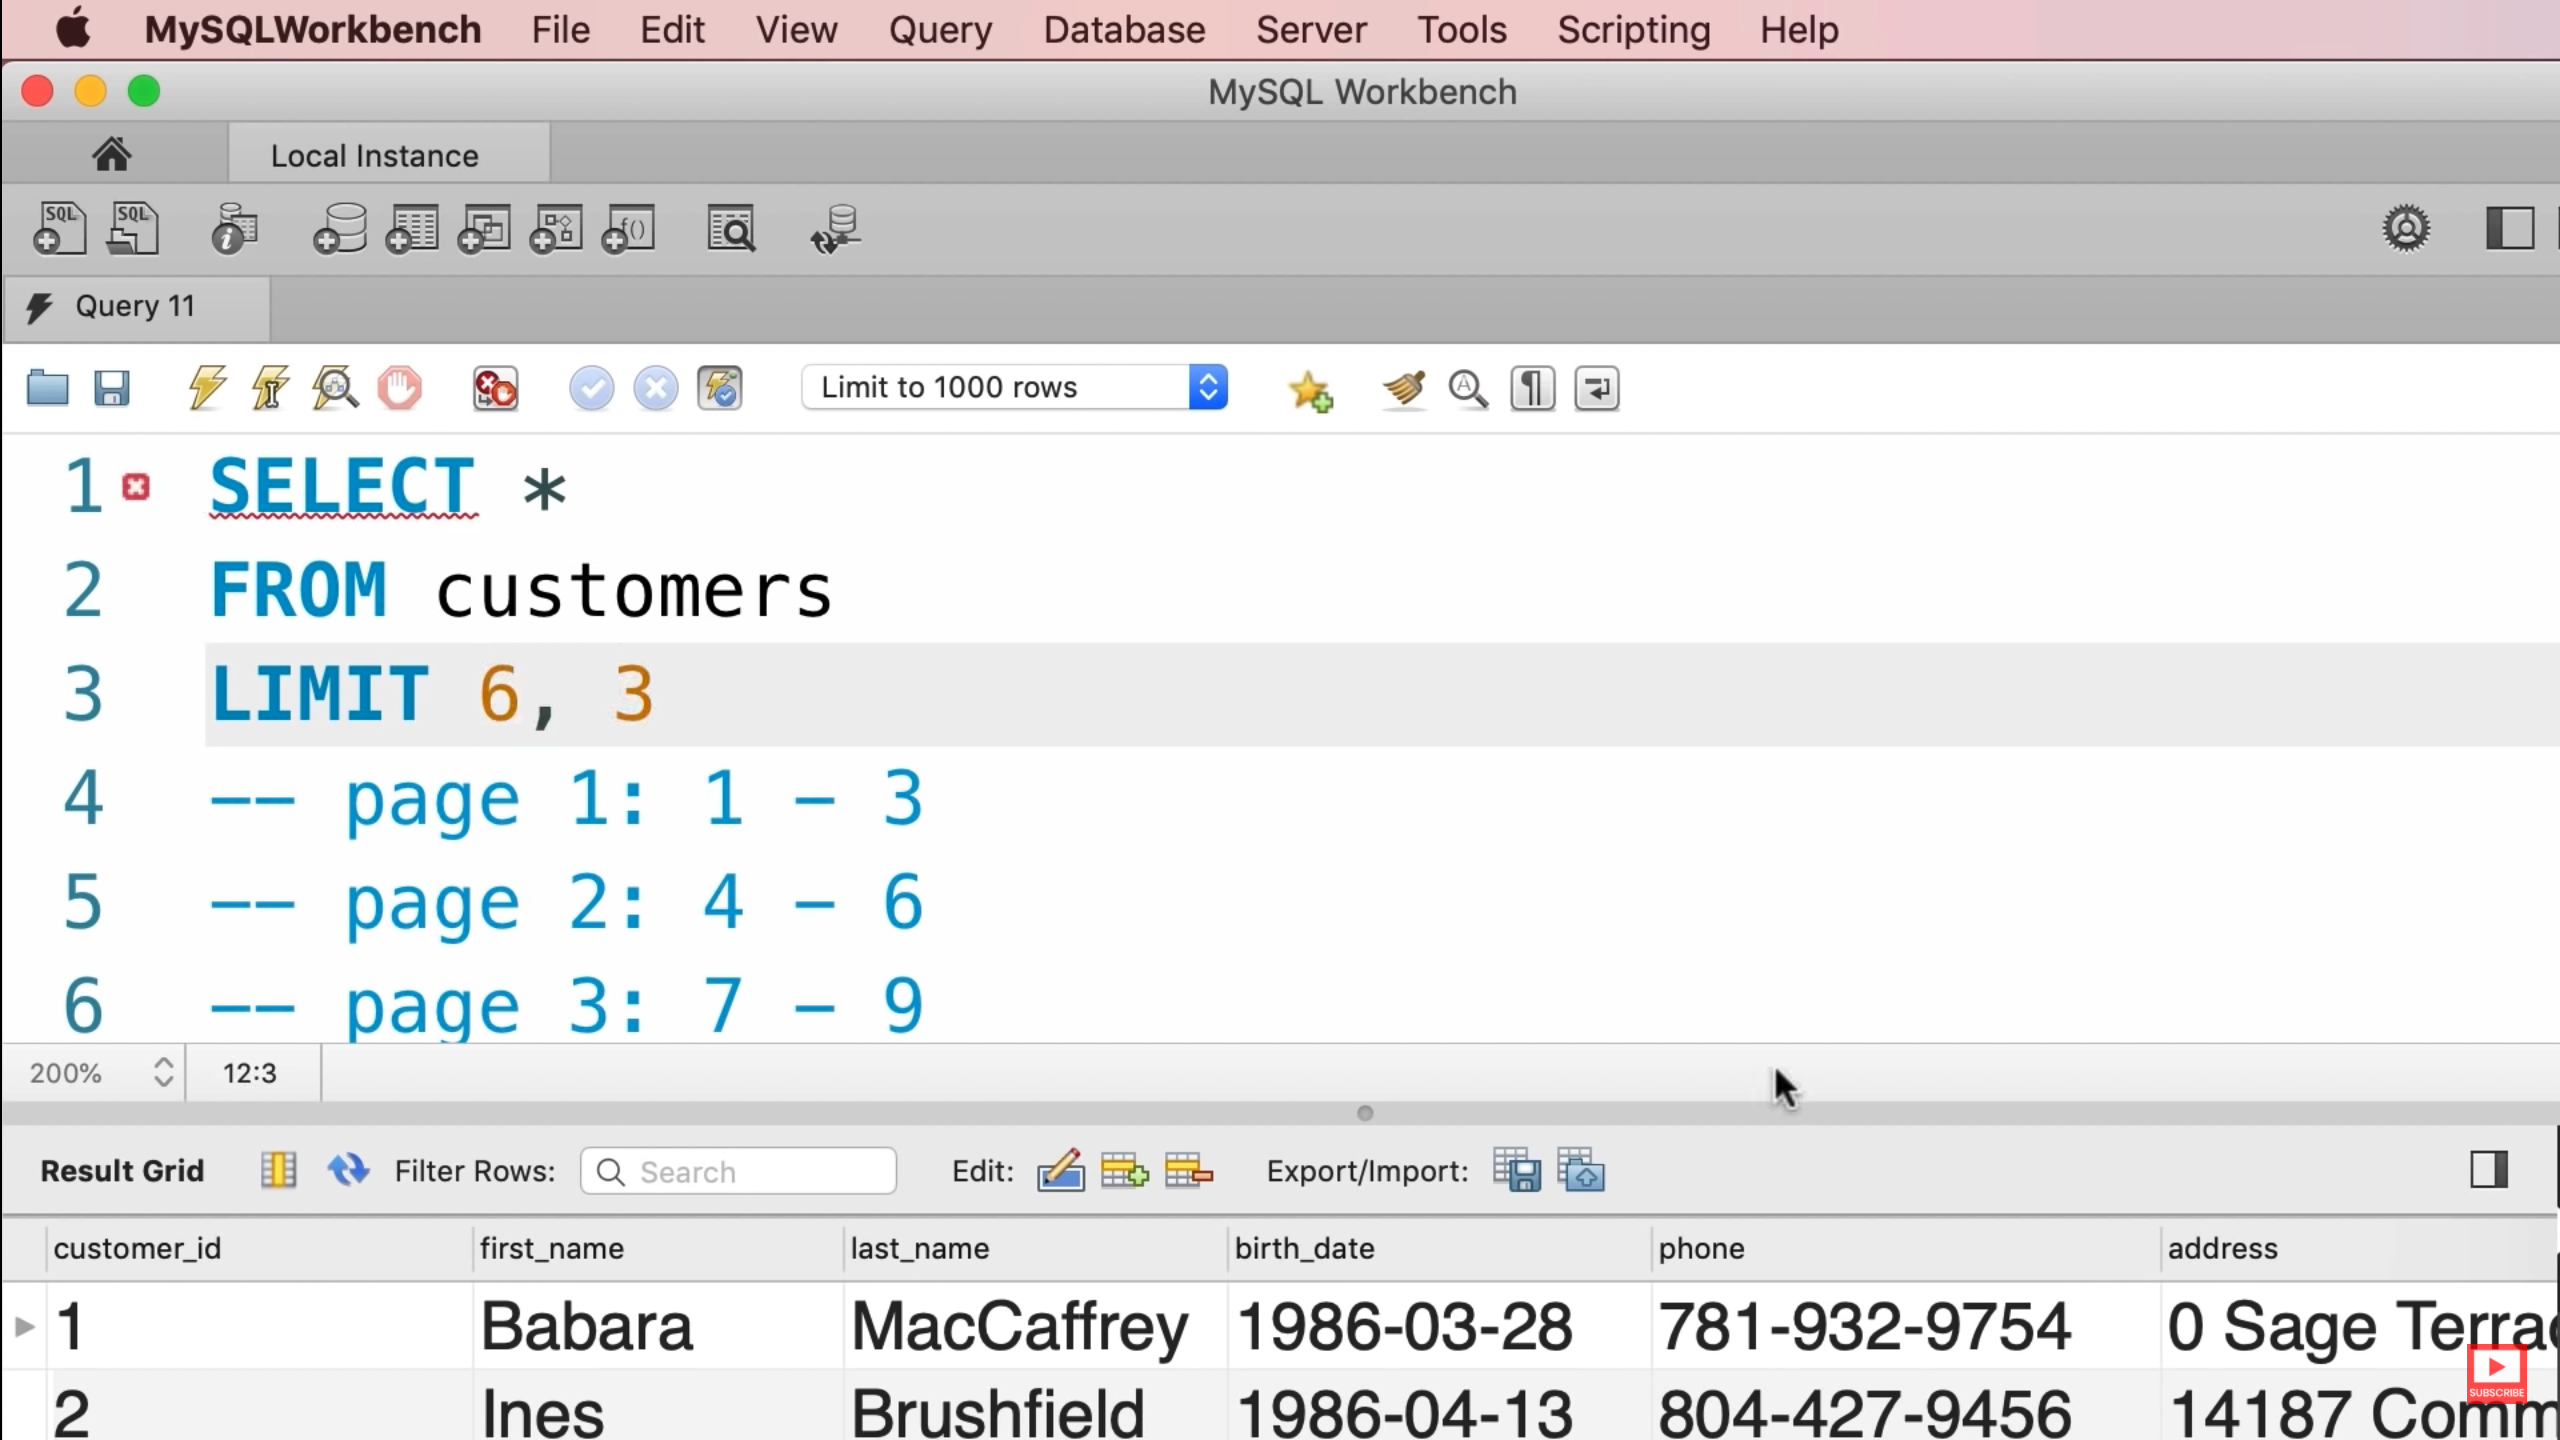 MySQLWorkbench File Edit View Query Database Server Tools Scripting Help
MySQL Workbench
Local Instance
SQL SQL f()
Query 11
Limit to 1000 rows
1 SELECT *
2 FROM customers
3 LIMIT 6, 3
4 -- page 1: 1 - 3
5 -- page 2: 4 - 6
6 -- page 3: 7 - 9
200% 12:3
Result Grid Filter Rows: Search Edit: Export/Import:
customer_id first_name last_name birth_date phone address
1 Babara MacCaffrey 1986-03-28 781-932-9754 0 Sage Terrac
2 Ines Brushfield 1986-04-13 804-427-9456 14187 Comm
SUBSCRIBE